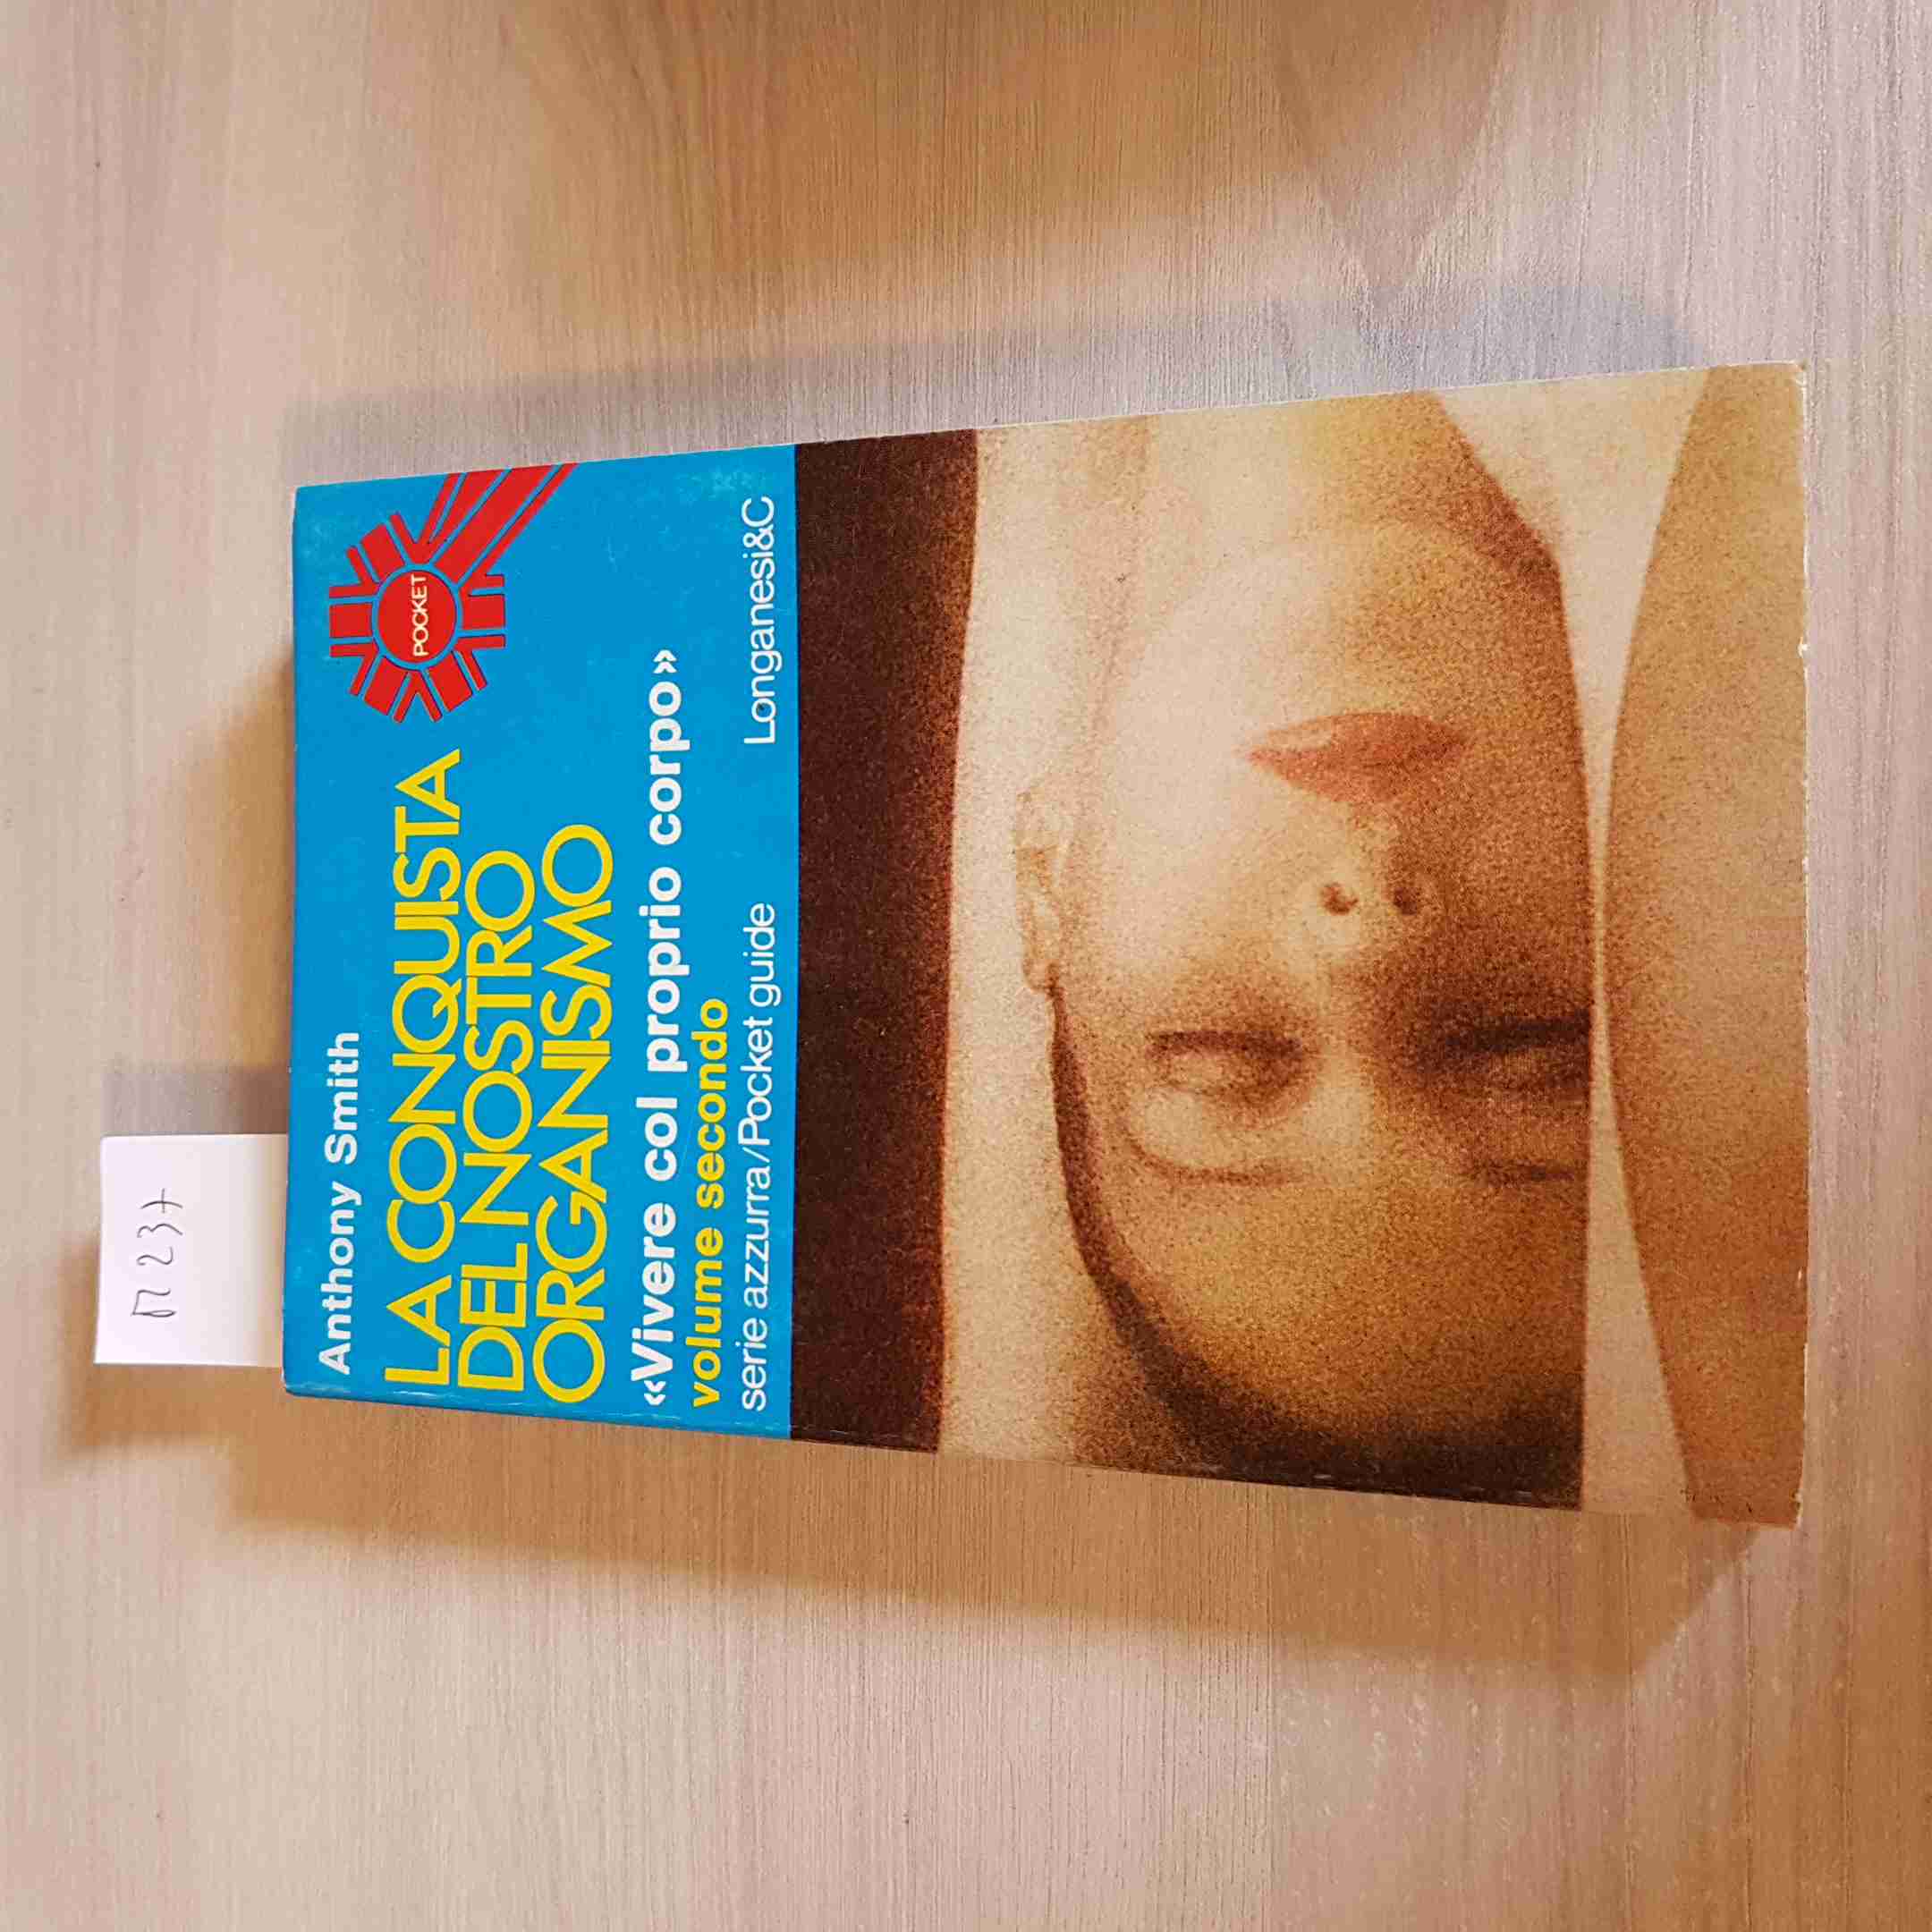 M237
Anthony Smith
LA CONQUISTA
DEL NOSTRO
ORGANISMO
POCKET
«Vivere col proprio corpo»
volume secondo
serie azzurra/Pocket guide
Longanesi&C